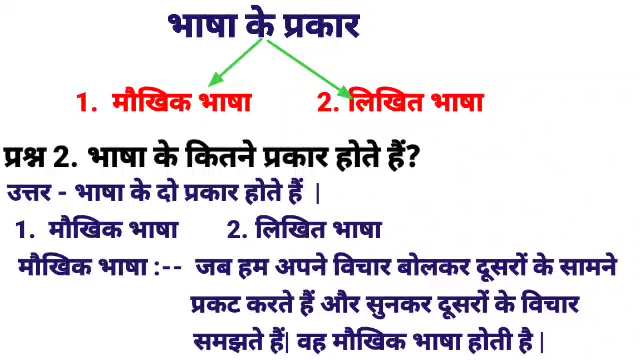 भाषा के प्रकार
1. मौखिक भाषा 2. लिखित भाषा
प्रश्न 2. भाषा के कितने प्रकार होते हैं?
उत्तर - भाषा के दो प्रकार होते हैं |
1. मौखिक भाषा 2. लिखित भाषा
मौखिक भाषा :-- जब हम अपने विचार बोलकर दूसरों के सामने
प्रकट करते हैं और सुनकर दूसरों के विचार
समझते हैं| वह मौखिक भाषा होती है |